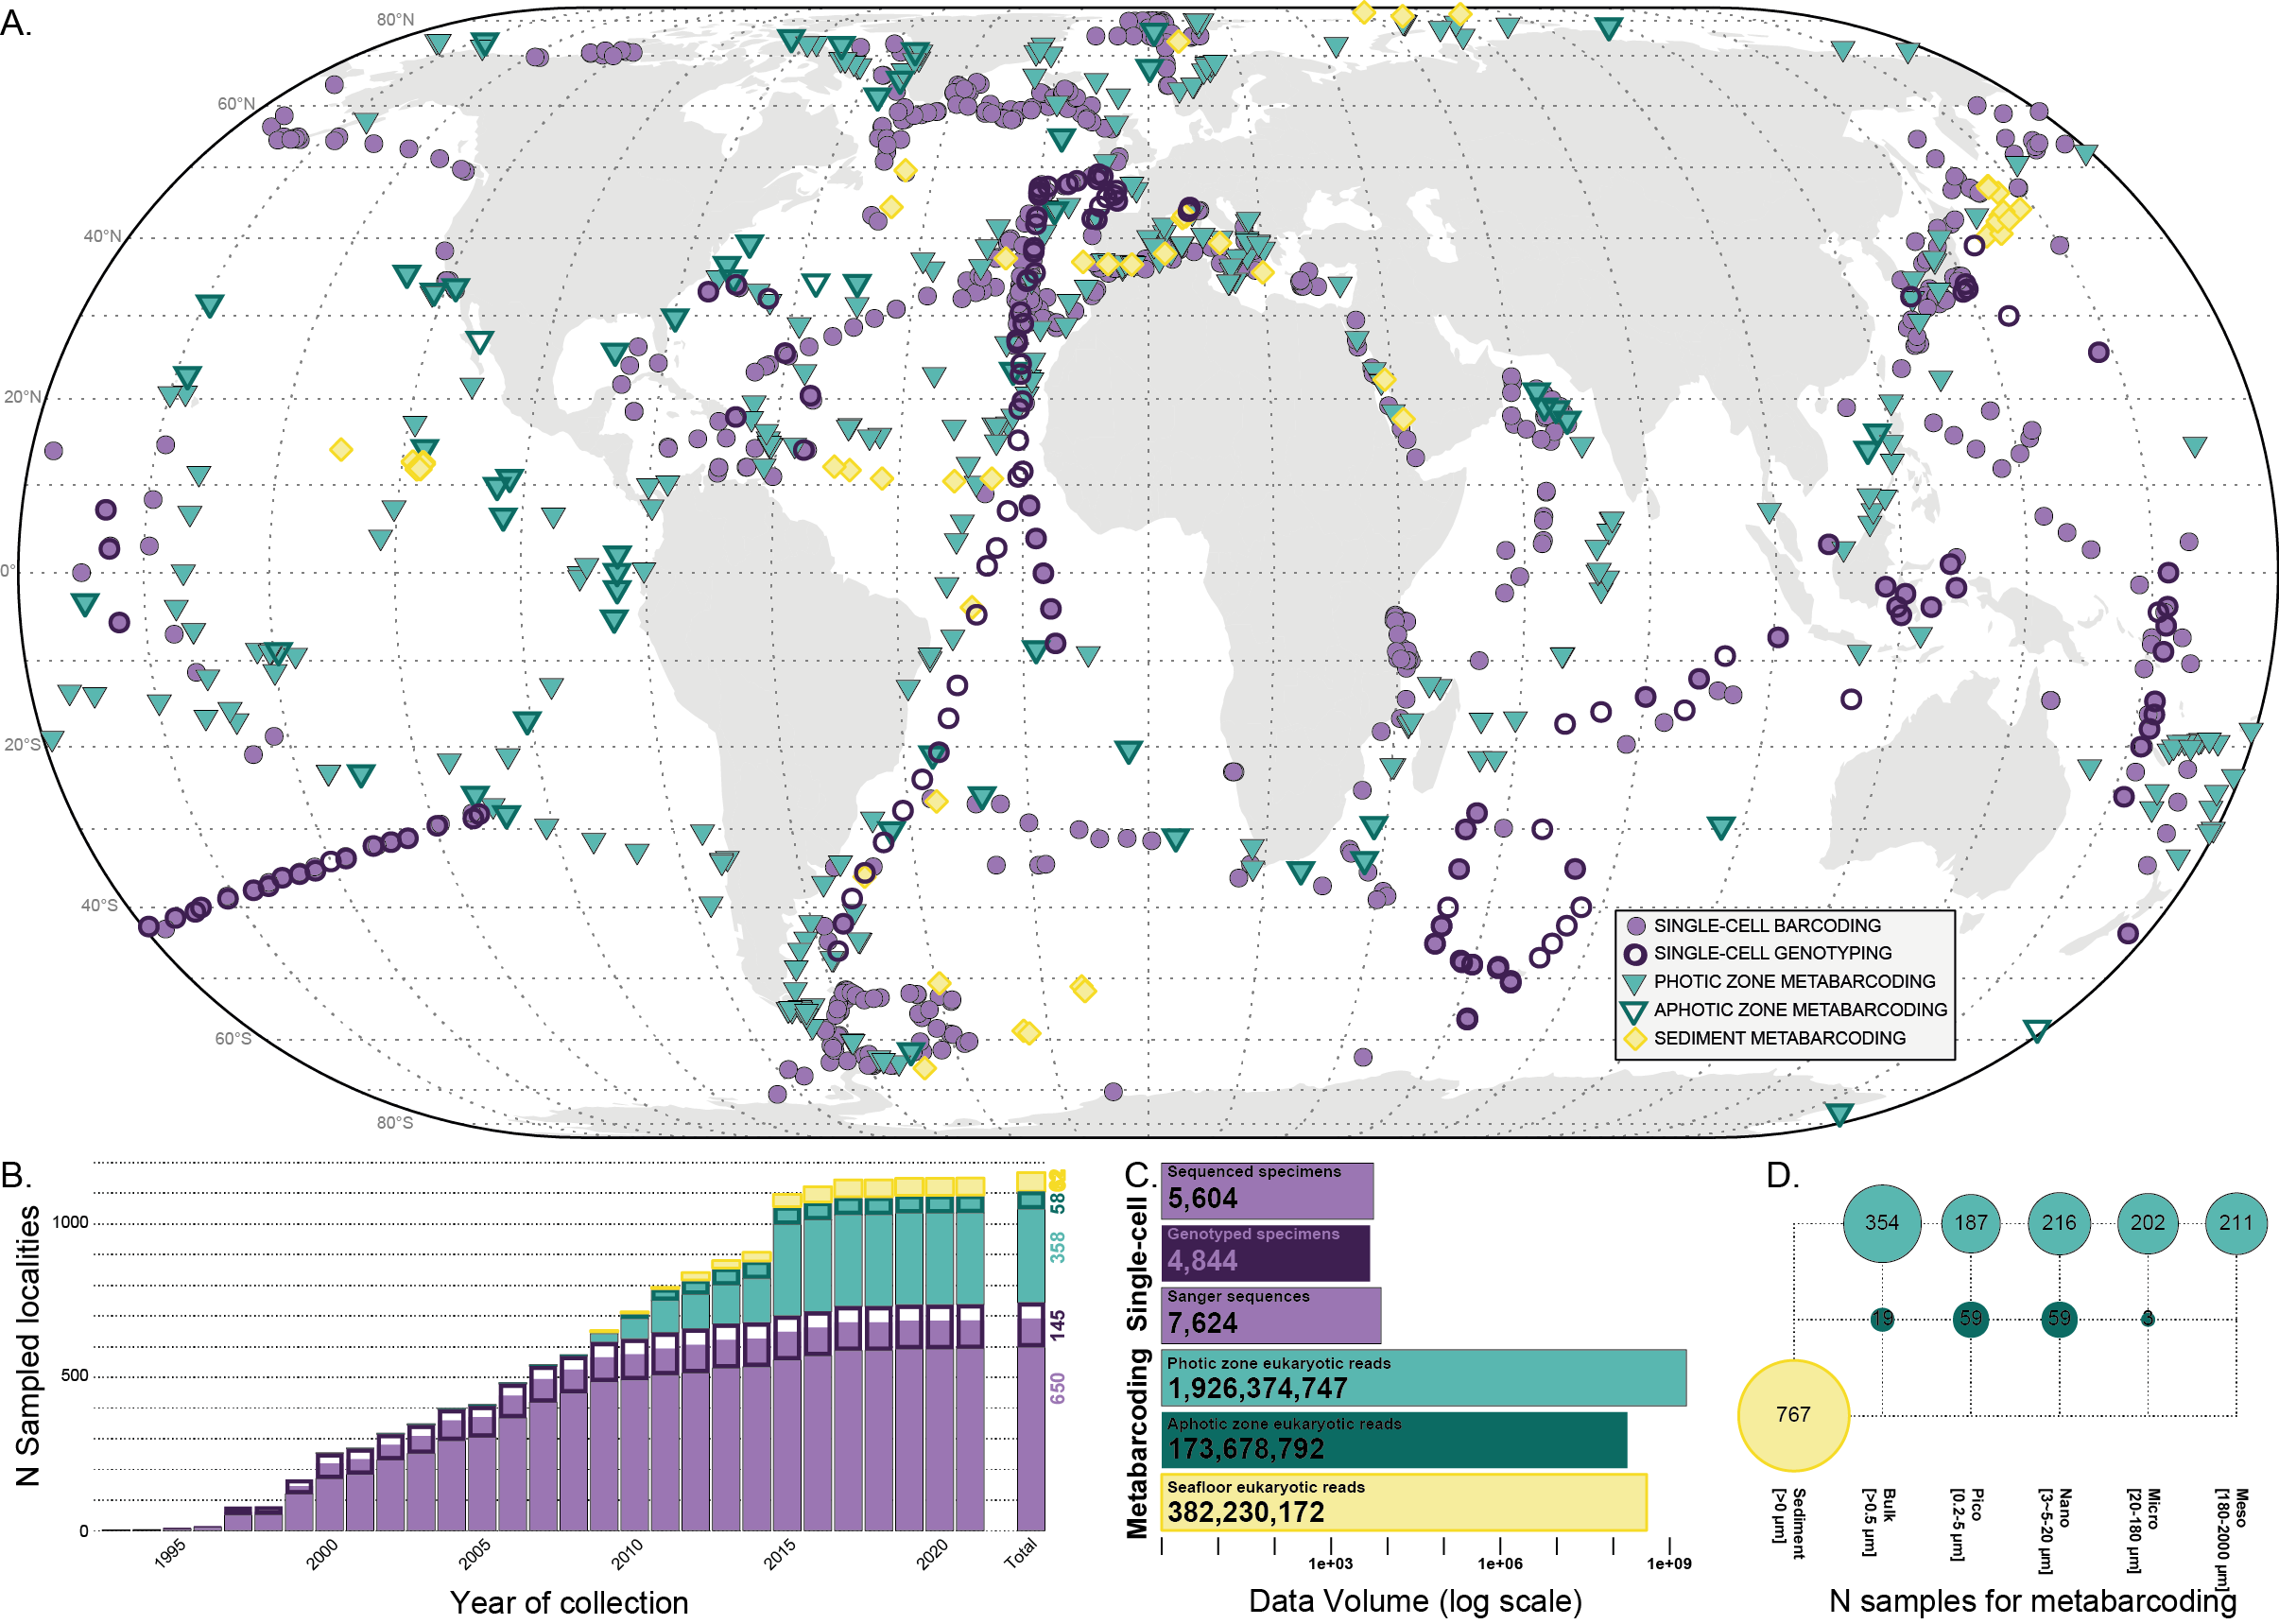 A.
80°N
60°N
40°N
20°N
0°
20°S
40°S
60°S
80°S
SINGLE-CELL BARCODING
SINGLE-CELL GENOTYPING
PHOTIC ZONE METABARCODING
APHOTIC ZONE METABARCODING
SEDIMENT METABARCODING
B.
N Sampled localities
1000
500
0
1995
2000
2005
2010
2015
2020
Total
58
358
145
650
Year of collection
C.
Single-cell
Metabarcoding
Sequenced specimens
5,604
Genotyped specimens
4,844
Sanger sequences
7,624
Photic zone eukaryotic reads
1,926,374,747
Aphotic zone eukaryotic reads
173,678,792
Seafloor eukaryotic reads
382,230,172
1e+03
1e+06
1e+09
Data Volume (log scale)
D.
354
187
216
202
211
19
59
59
3
767
Sediment
[>0 µm]
Bulk
[>0.5 µm]
Pico
[0.2-5 µm]
Nano
[3-5-20 µm]
Micro
[20-180 µm]
Meso
[180-2000 µm]
N samples for metabarcoding